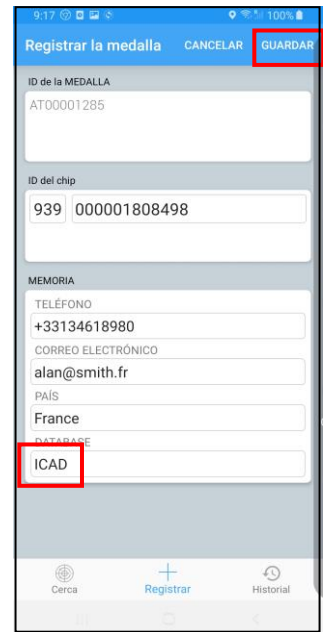 9:17 100%
Registrar la medalla CANCELAR GUARDAR
ID de la MEDALLA
AT00001285
ID del chip
939 000001808498
MEMORIA
TELÉFONO
+33134618980
CORREO ELECTRÓNICO
alan@smith.fr
PAÍS
France
DATABASE
ICAD
Cerca Registrar Historial